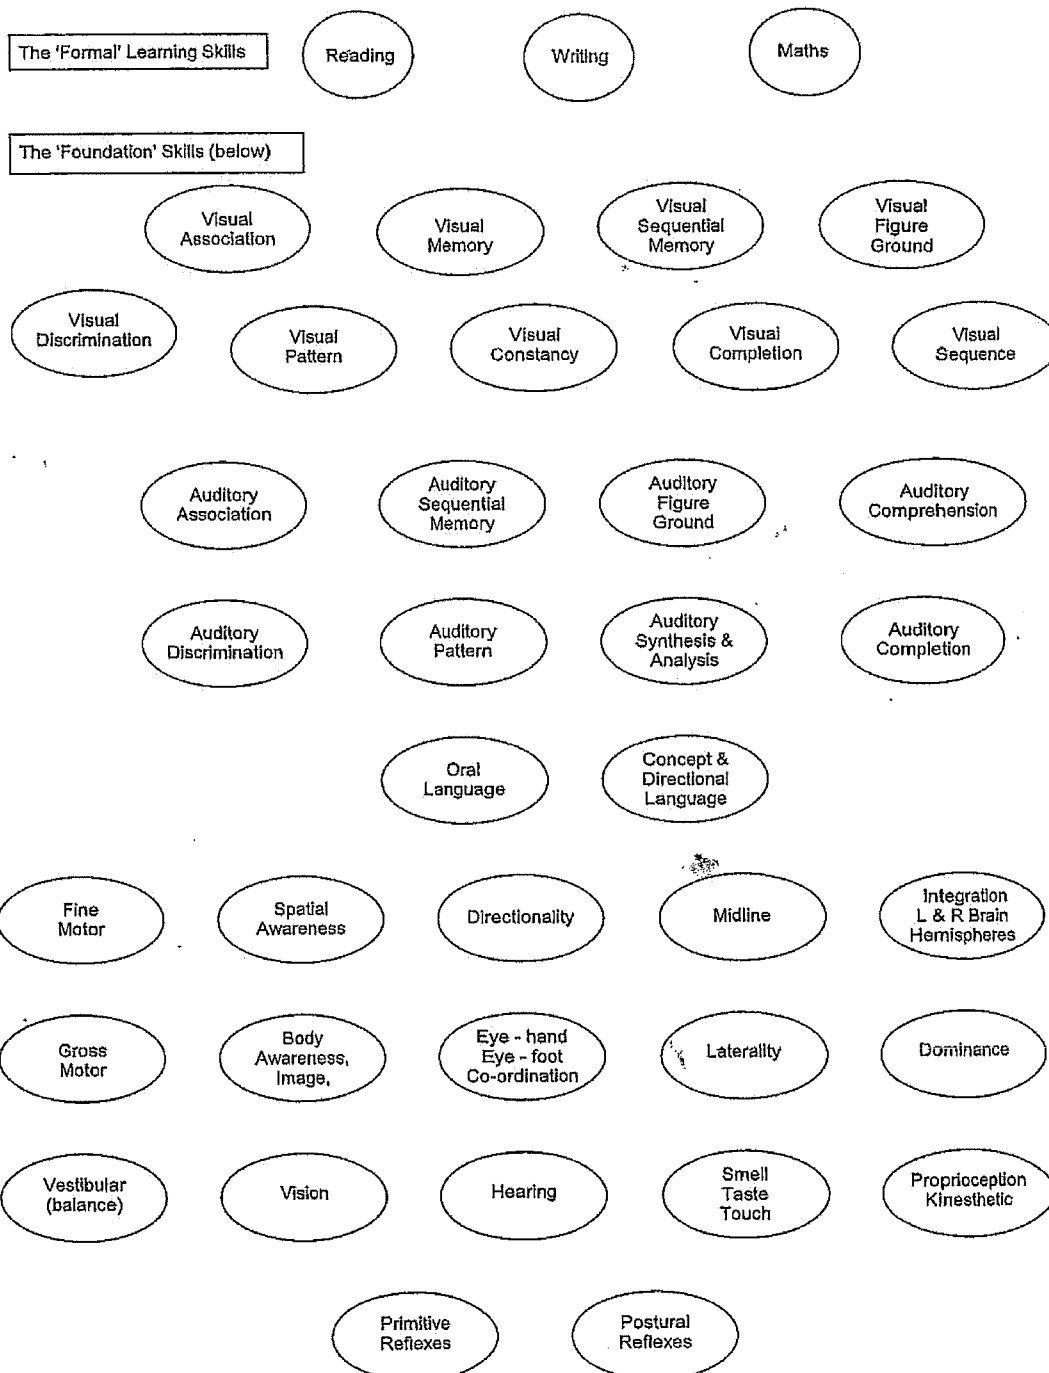 The 'Formal' Learning Skills
Reading
Writing
Maths
The 'Foundation' Skills (below)
Visual
Association
Visual
Memory
Visual
Sequential
Memory
Visual
Figure
Ground
Visual
Discrimination
Visual
Pattern
Visual
Constancy
Visual
Completion
Visual
Sequence
Auditory
Association
Auditory
Sequential
Memory
Auditory
Figure
Ground
Auditory
Comprehension
Auditory
Discrimination
Auditory
Pattern
Auditory
Synthesis &
Analysis
Auditory
Completion
Oral
Language
Concept &
Directional
Language
Fine
Motor
Spatial
Awareness
Directionality
Midline
Integration
L & R Brain
Hemispheres
Gross
Motor
Body
Awareness,
Image,
Eye - hand
Eye - foot
Co-ordination
Laterality
Dominance
Vestibular
(balance)
Vision
Hearing
Smell
Taste
Touch
Proprioception
Kinesthetic
Primitive
Reflexes
Postural
Reflexes